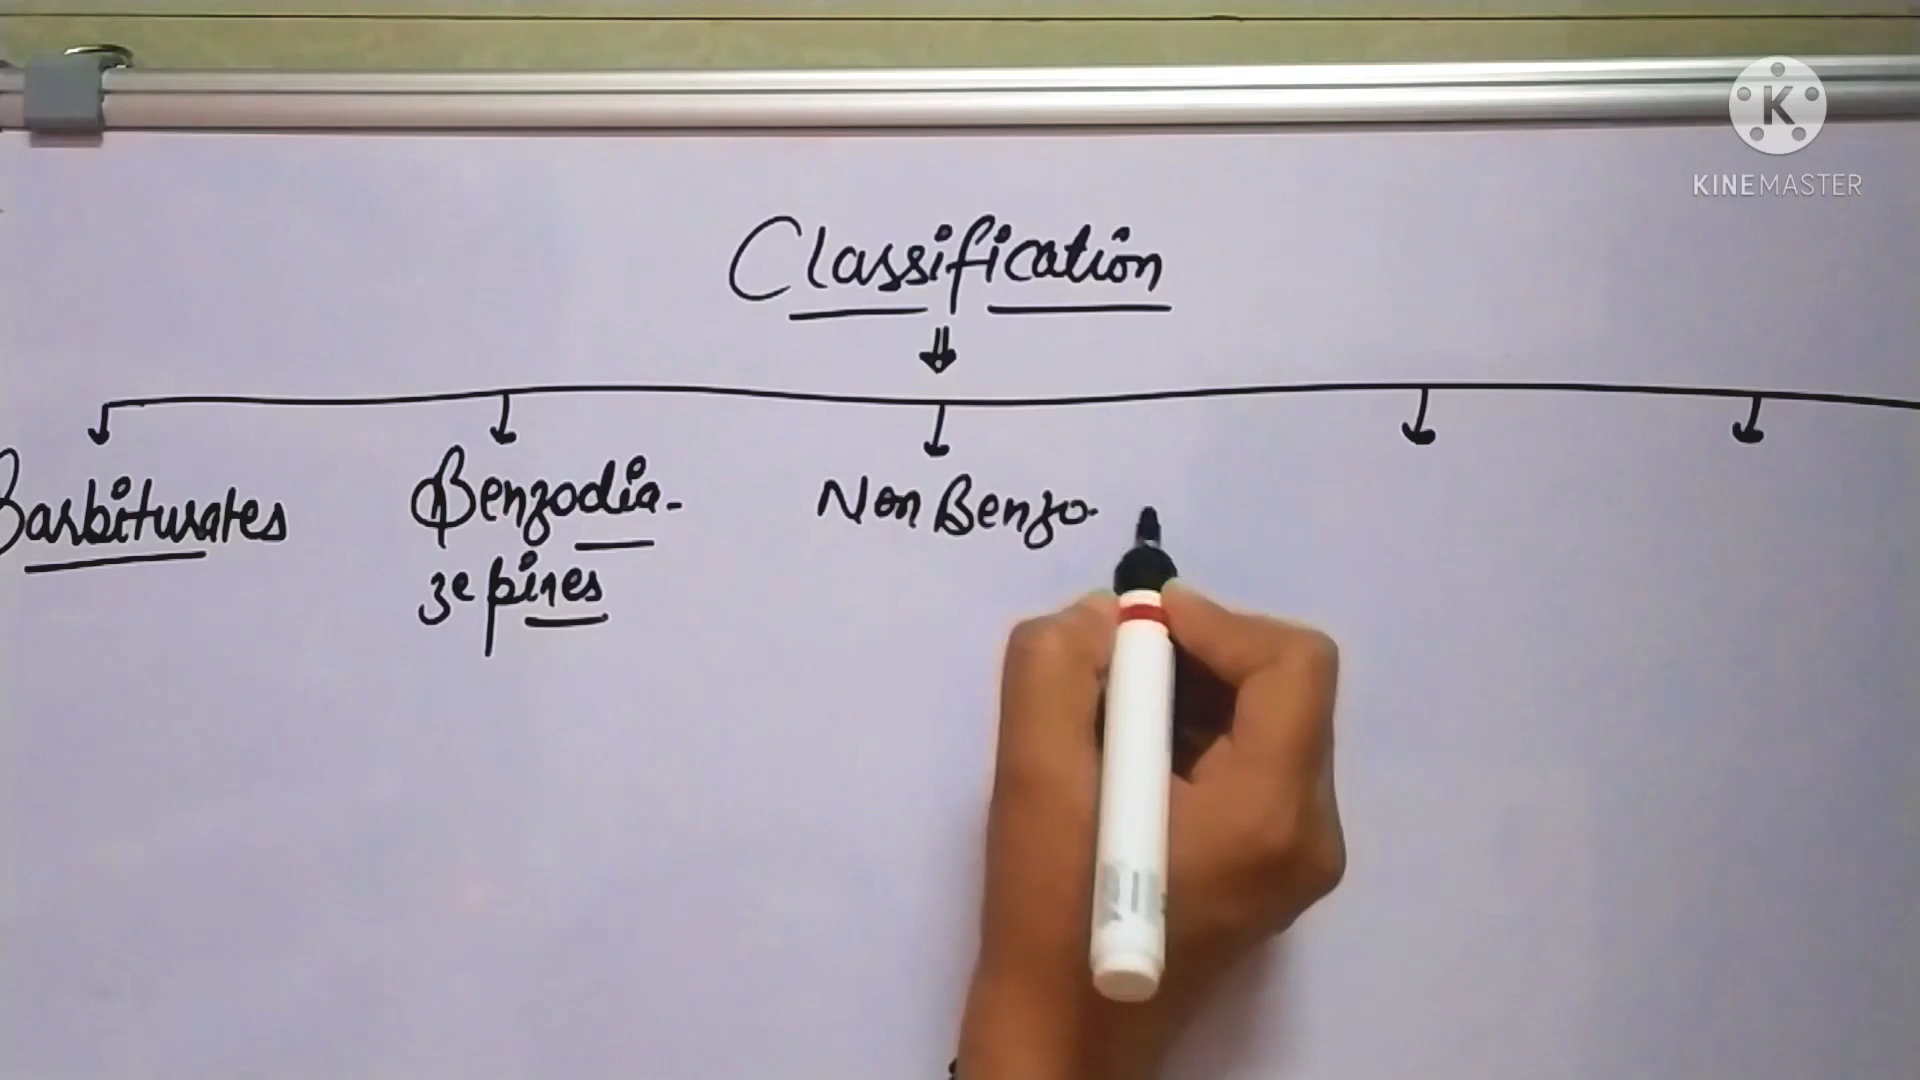 K
KINEMASTER
Classification
Barbiturates Benzodia- Non Benzo-
zepines